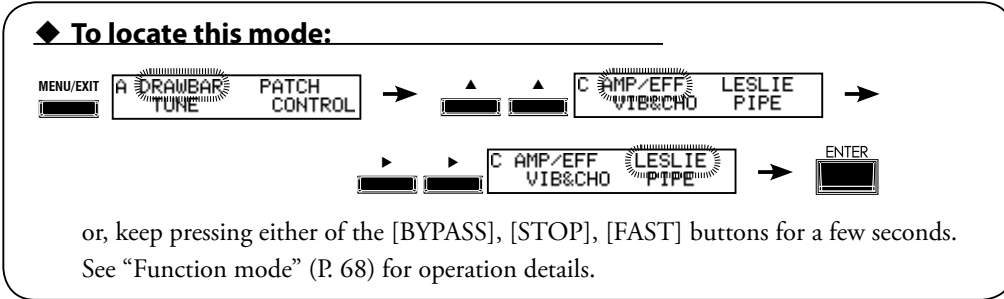 ◆ To locate this mode:
MENU/EXIT
A DRAWBAR PATCH
TUNE CONTROL
C AMP/EFF LESLIE
VIB&CHO PIPE
C AMP/EFF LESLIE
VIB&CHO PIPE
ENTER
or, keep pressing either of the [BYPASS], [STOP], [FAST] buttons for a few seconds.
See “Function mode” (P. 68) for operation details.